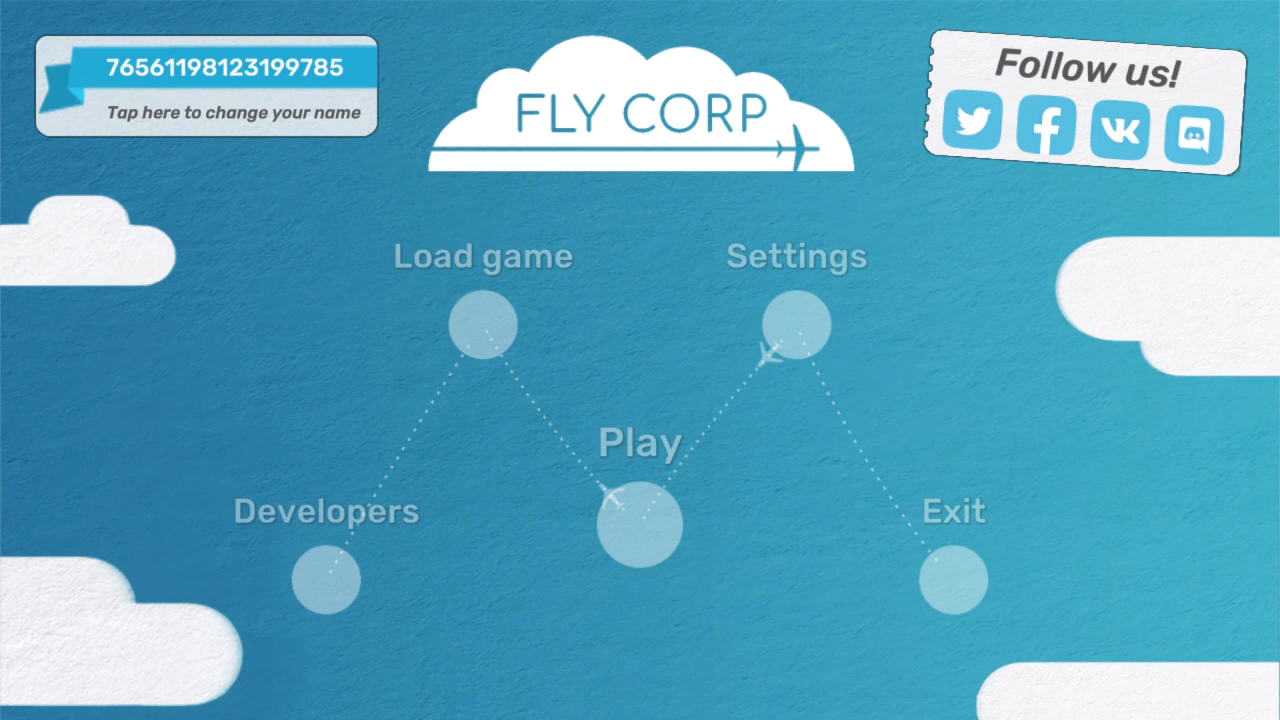 76561198123199785
Tap here to change your name
FLY CORP
Follow us!
Load game
Settings
Play
Developers
Exit